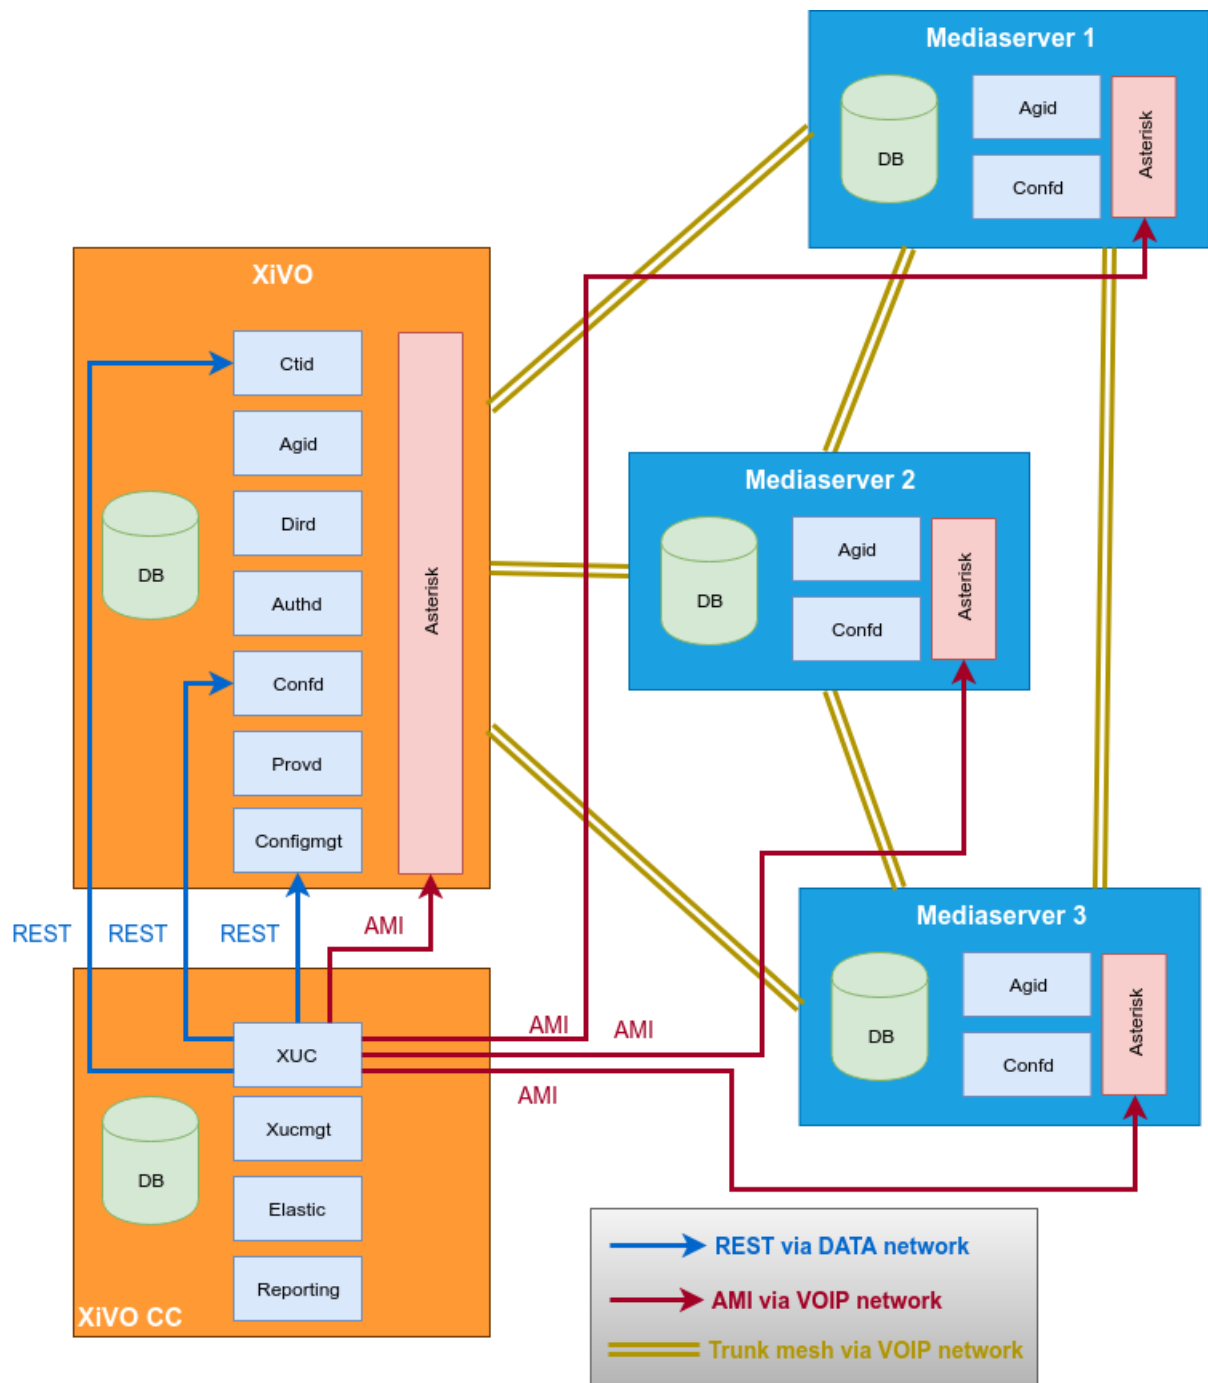 Mediaserver 1
DB
Agid
Confd
Asterisk
XiVO
Ctid
Agid
Dird
Authd
Confd
Provd
Configmgt
DB
Asterisk
Mediaserver 2
DB
Agid
Confd
Asterisk
Mediaserver 3
DB
Agid
Confd
Asterisk
REST
REST
REST
AMI
AMI
AMI
AMI
XUC
Xucmgt
Elastic
Reporting
DB
XiVO CC
REST via DATA network
AMI via VOIP network
Trunk mesh via VOIP network